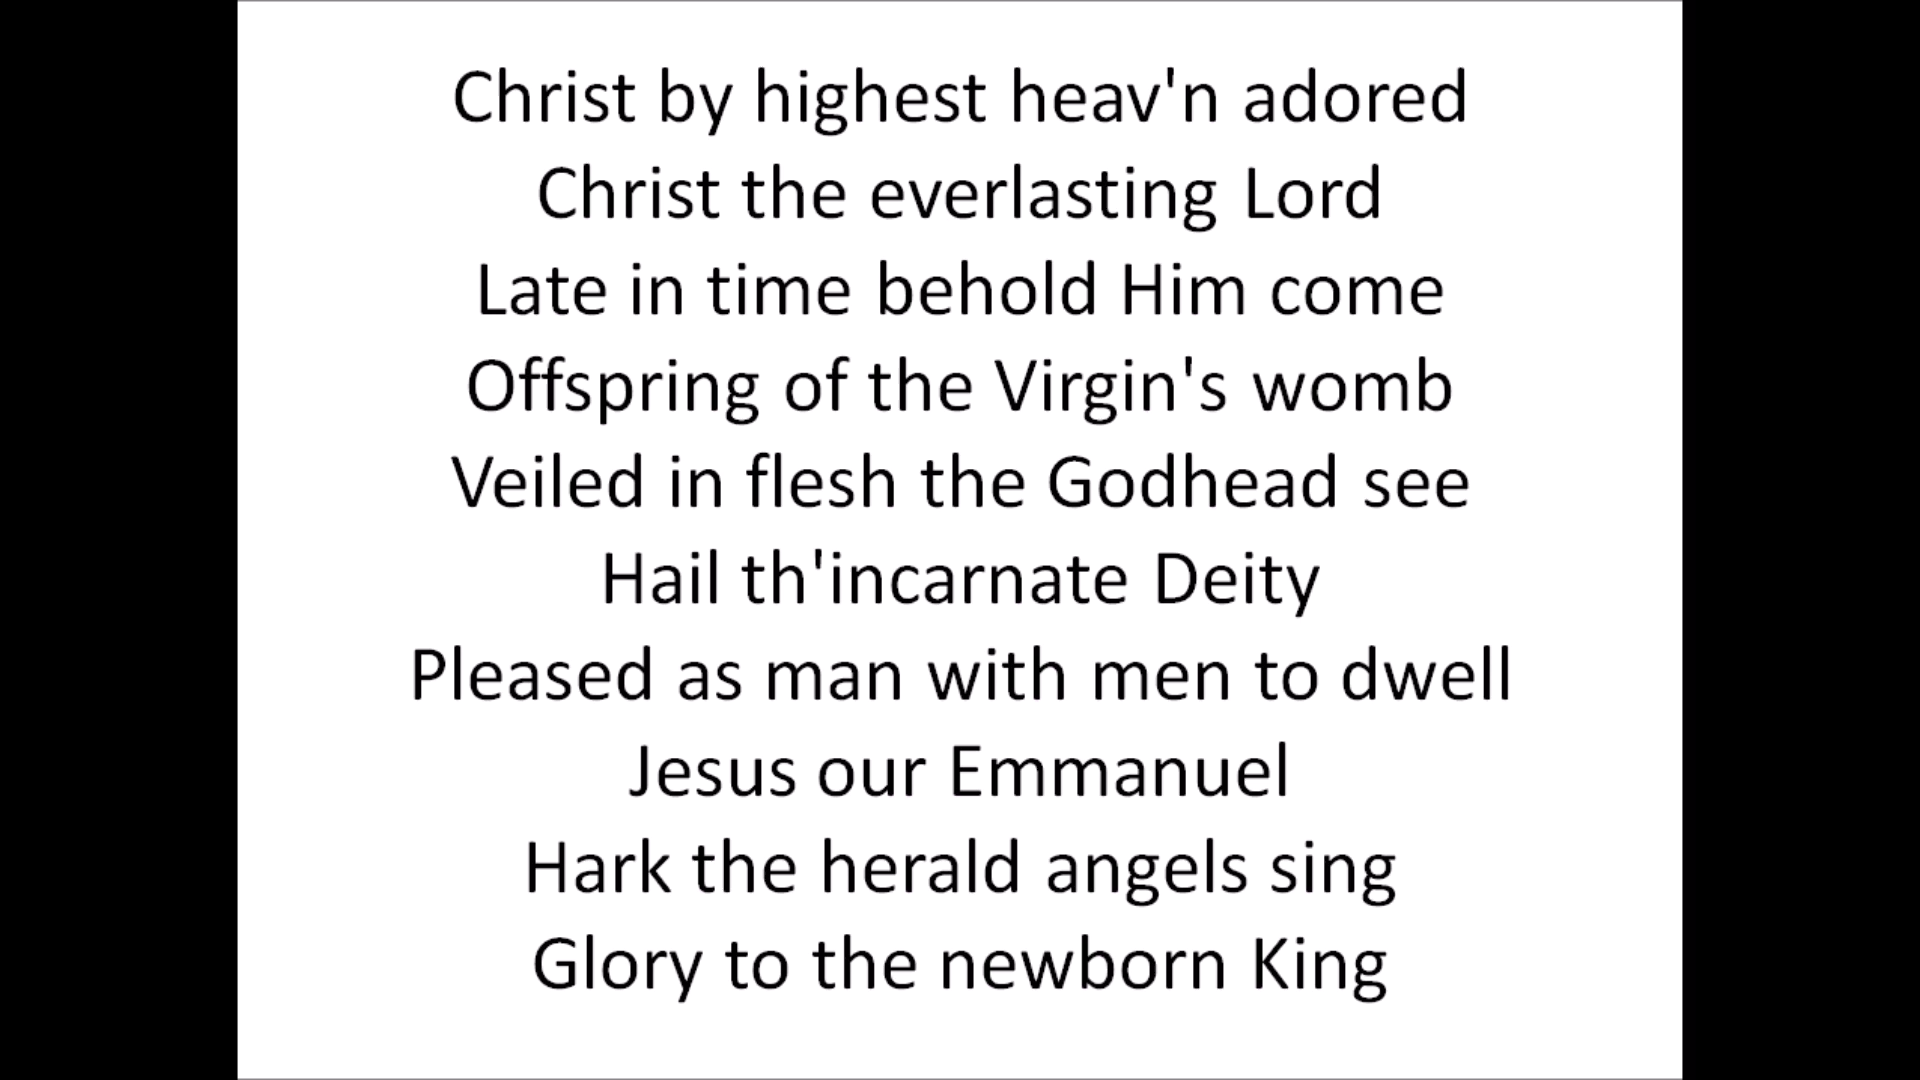 Christ by highest heav'n adored
Christ the everlasting Lord
Late in time behold Him come
Offspring of the Virgin's womb
Veiled in flesh the Godhead see
Hail th'incarnate Deity
Pleased as man with men to dwell
Jesus our Emmanuel
Hark the herald angels sing
Glory to the newborn King